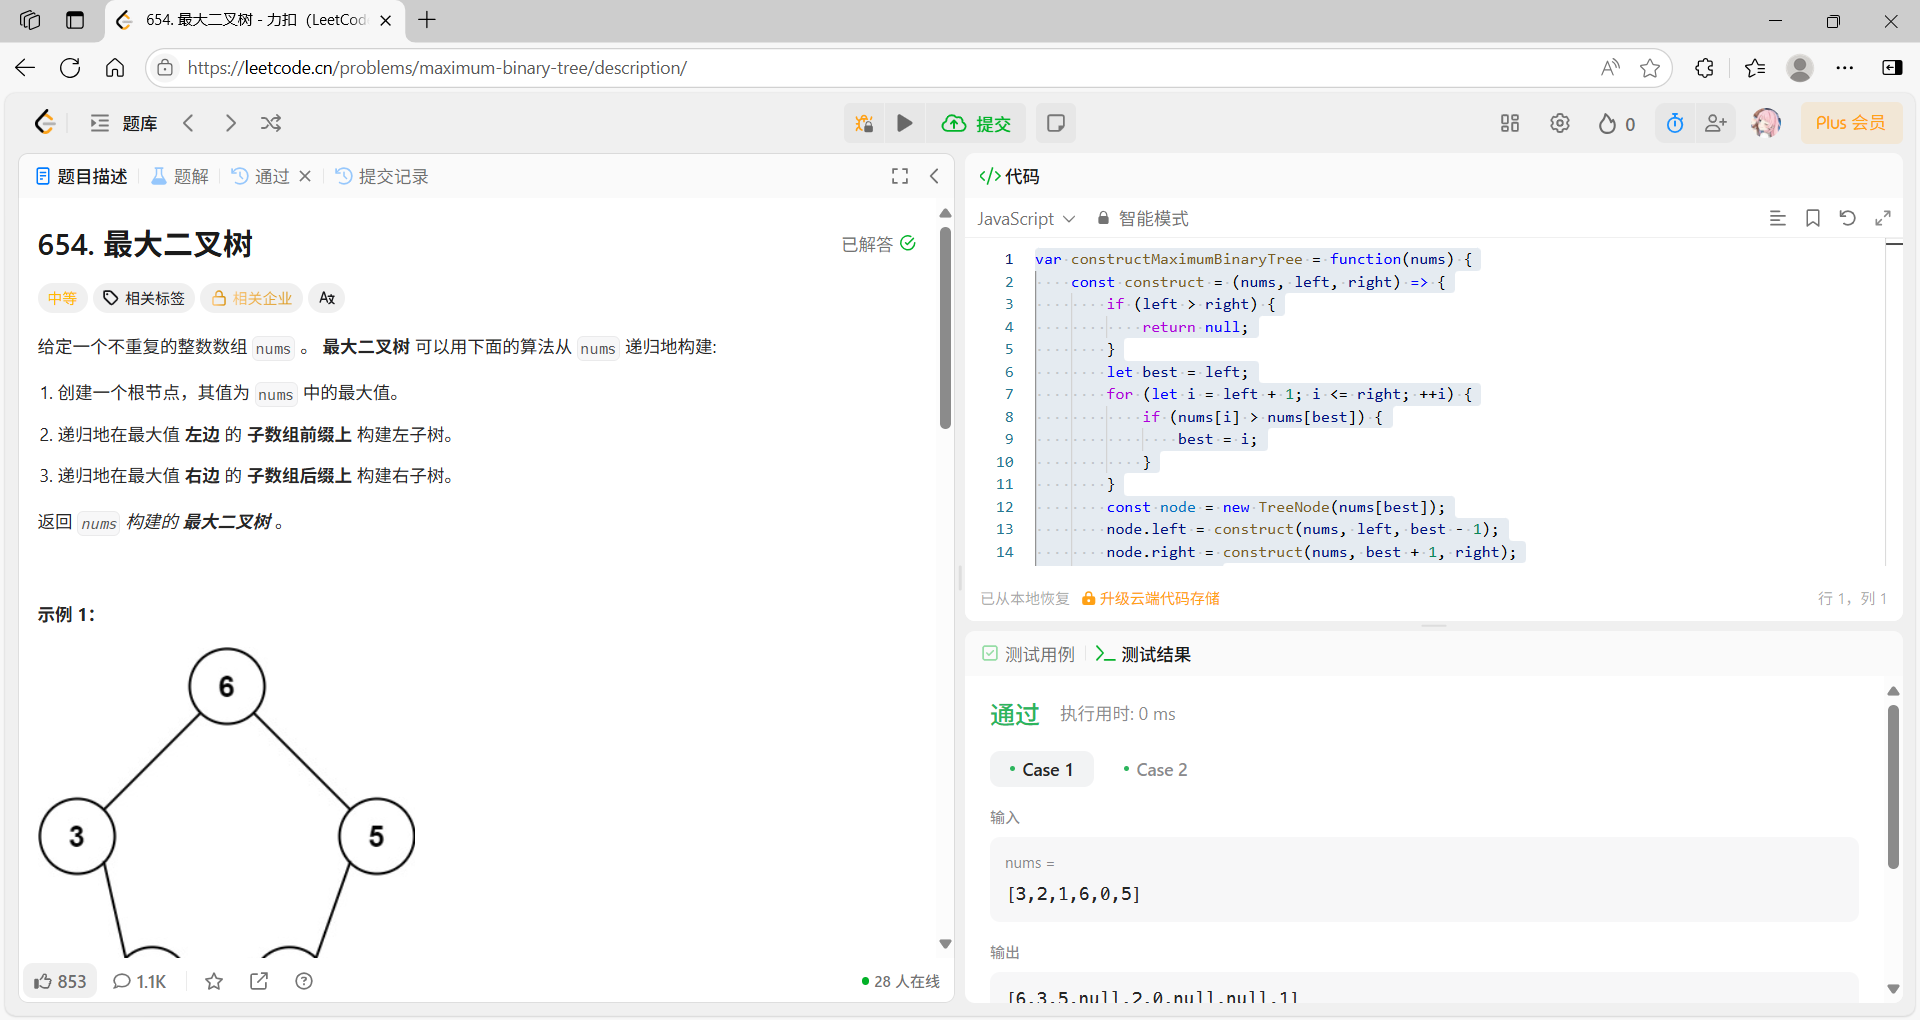 654. 最大二叉树 - 力扣（LeetCod
https://leetcode.cn/problems/maximum-binary-tree/description/
题库
提交
0
Plus 会员
题目描述
题解
通过
提交记录
654. 最大二叉树
已解答
中等
相关标签
相关企业
给定一个不重复的整数数组 nums 。 最大二叉树 可以用下面的算法从 nums 递归地构建:
1. 创建一个根节点，其值为 nums 中的最大值。
2. 递归地在最大值 左边 的 子数组前缀上 构建左子树。
3. 递归地在最大值 右边 的 子数组后缀上 构建右子树。
返回 nums 构建的 最大二叉树 。
示例 1：
6
3
5
853
1.1K
28 人在线
代码
JavaScript
智能模式
1 var constructMaximumBinaryTree = function(nums) {
2 const construct = (nums, left, right) => {
3 if (left > right) {
4 return null;
5 }
6 let best = left;
7 for (let i = left + 1; i <= right; ++i) {
8 if (nums[i] > nums[best]) {
9 best = i;
10 }
11 }
12 const node = new TreeNode(nums[best]);
13 node.left = construct(nums, left, best - 1);
14 node.right = construct(nums, best + 1, right);
已从本地恢复
升级云端代码存储
行 1，列 1
测试用例
测试结果
通过
执行用时: 0 ms
Case 1
Case 2
输入
nums =
[3,2,1,6,0,5]
输出
[6,3,5,null,2,0,null,null,1]